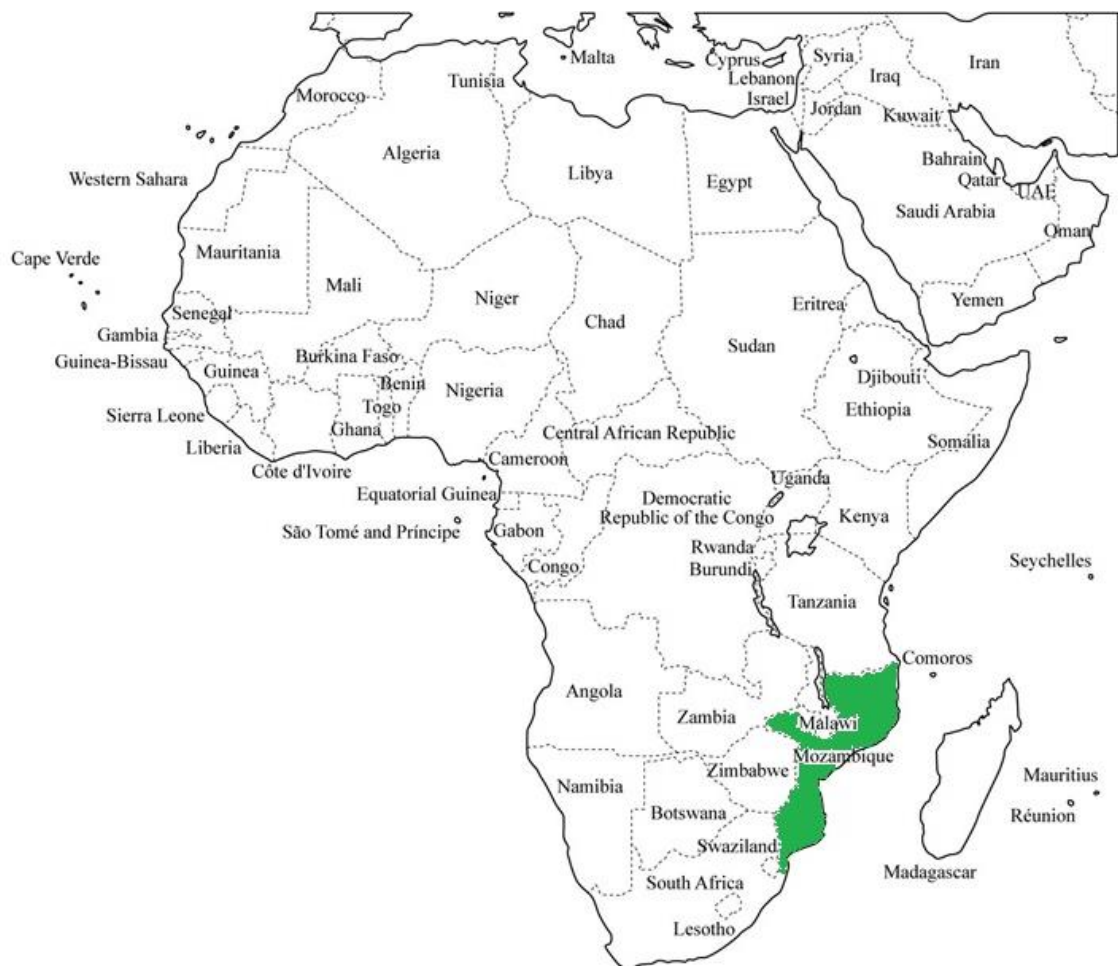 Malta
Cyprus
Syria
Tunisia
Lebanon
Iraq
Iran
Morocco
Israel
Jordan
Kuwait
Algeria
Libya
Egypt
Bahrain
Western Sahara
Qatar
UAE
Saudi Arabia
Oman
Mauritania
Cape Verde
Mali
Niger
Eritrea
Yemen
Senegal
Chad
Gambia
Sudan
Guinea-Bissau
Burkina Faso
Guinea
Djibouti
Benin
Nigeria
Togo
Ethiopia
Sierra Leone
Ghana
Central African Republic
Liberia
Somalia
Cameroon
Côte d'Ivoire
Uganda
Equatorial Guinea
Democratic
Republic of the Congo
Kenya
São Tomé and Príncipe
Gabon
Rwanda
Congo
Burundi
Seychelles
Tanzania
Comoros
Angola
Zambia
Malawi
Mozambique
Zimbabwe
Namibia
Mauritius
Botswana
Réunion
Swaziland
Madagascar
South Africa
Lesotho